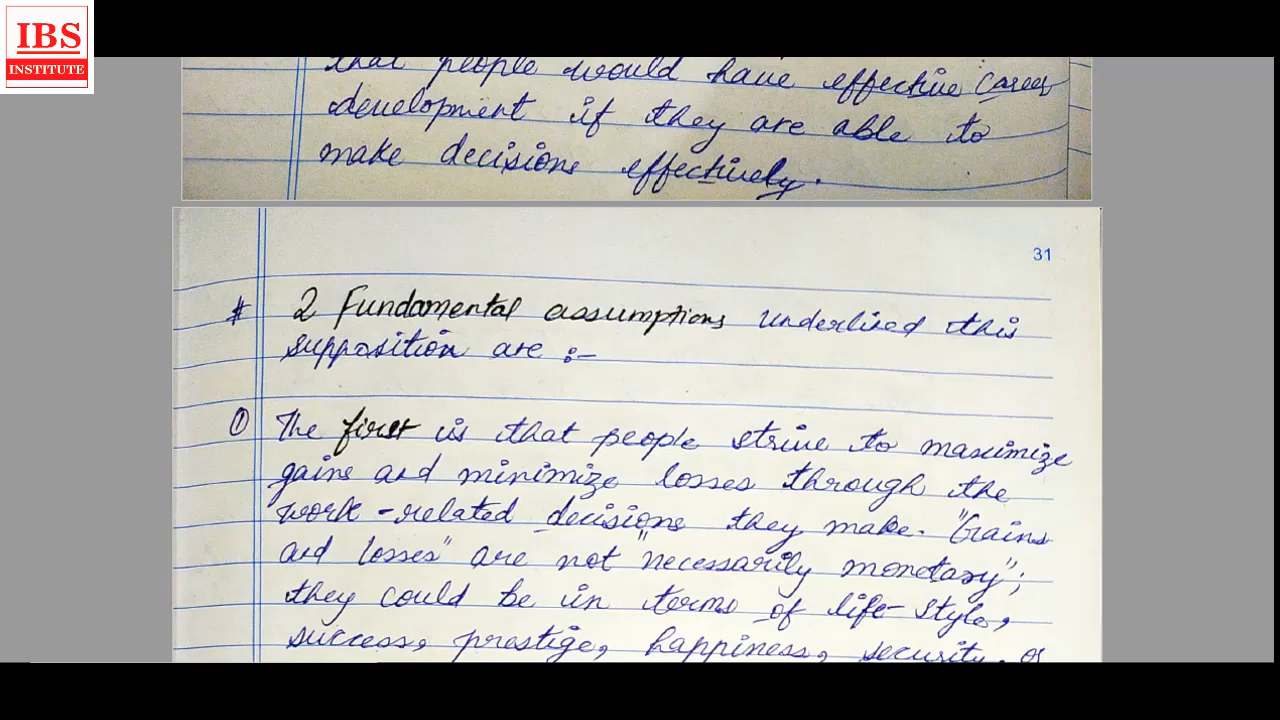 IBS
INSTITUTE
that people would have effective career
development if they are able to
make decisions effectively.
31
# 2 Fundamental assumptions underlined this
supposition are :-
① The first is that people strive to maximize
gains and minimize losses through the
work-related decisions they make. "Gains
and losses" are not "necessarily monetary";
they could be in terms of life-style,
success, prestige, happiness, security, or